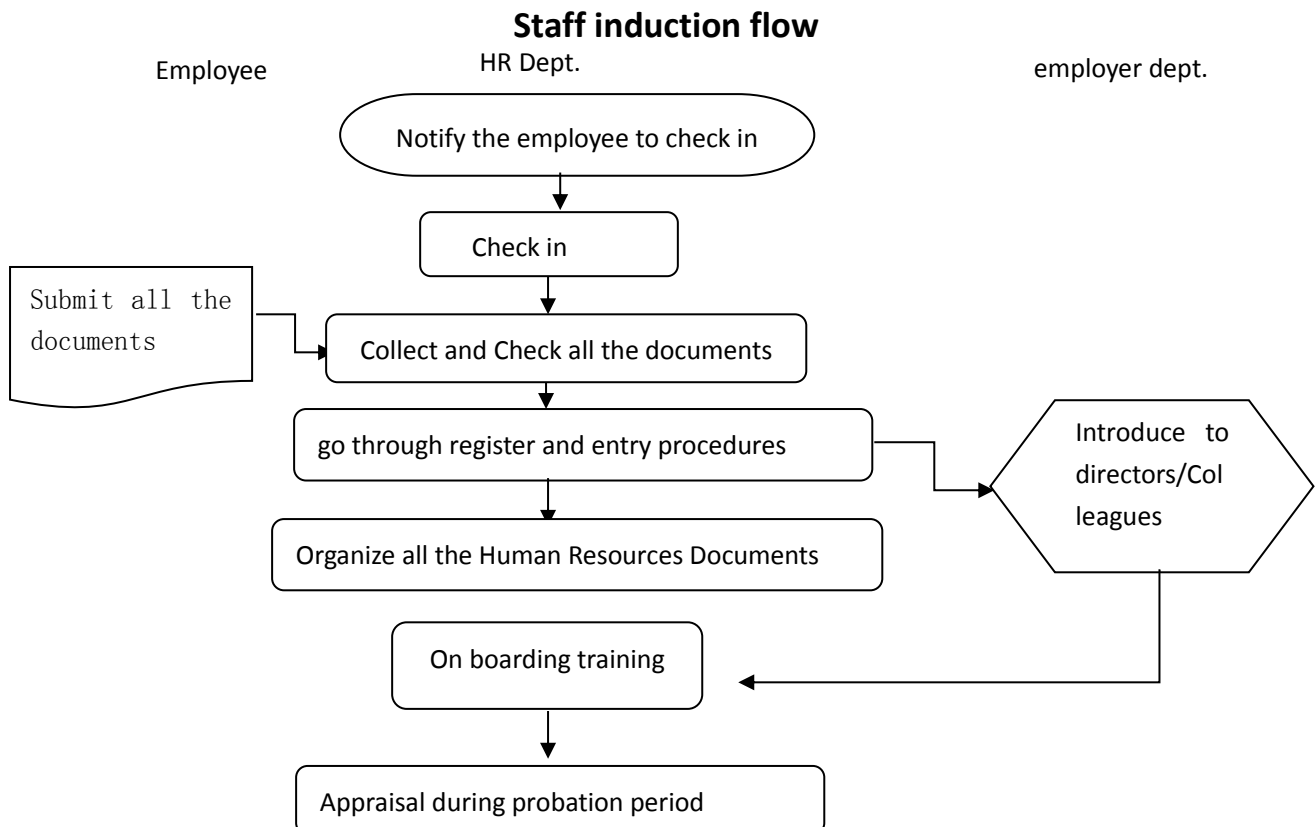 Staff induction flow
Employee
HR Dept.
employer dept.
Notify the employee to check in
Check in
Submit all the
documents
Collect and Check all the documents
go through register and entry procedures
Introduce to
directors/Col
leagues
Organize all the Human Resources Documents
On boarding training
Appraisal during probation period